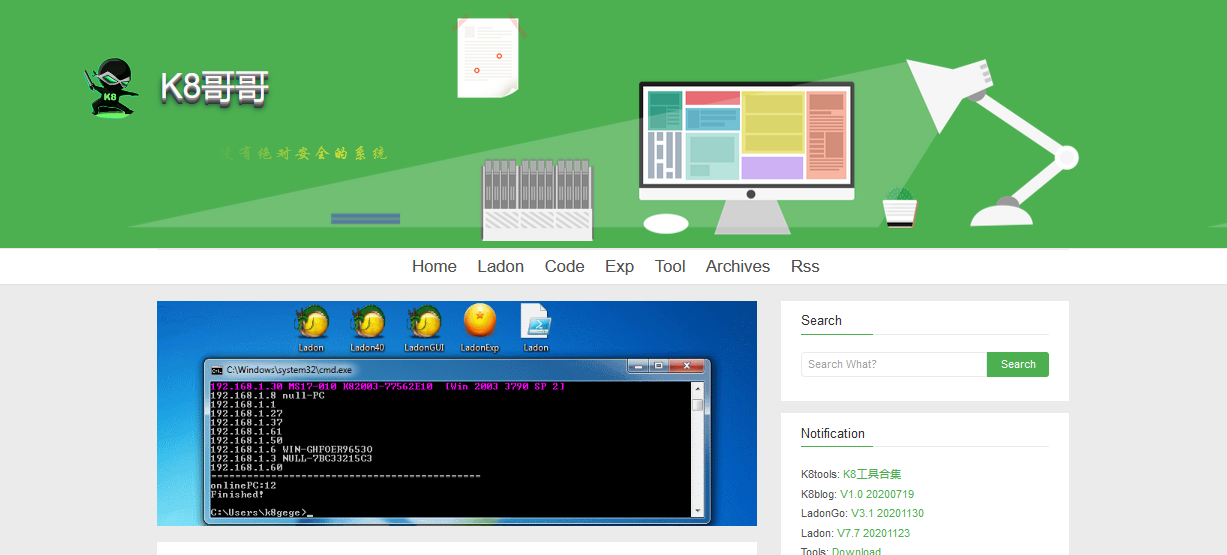 K8
K8哥哥
没有绝对安全的系统
Home Ladon Code Exp Tool Archives Rss
Ladon Ladon40 LadonGUI LadonExp Ladon
C:\Windows\system32\cmd.exe
192.168.1.30 MS17-010 K82003-77562E10 [Win 2003 3790 SP 2]
192.168.1.8 null-PC
192.168.1.1
192.168.1.27
192.168.1.37
192.168.1.61
192.168.1.50
192.168.1.6 WIN-GHFOER96530
192.168.1.3 NULL-7BC33215C3
192.168.1.60
---------------------------------------------
onlinePC:12
Finished!
C:\Users\k8gege>_
Search
Search What?
Search
Notification
K8tools: K8工具合集
K8blog: V1.0 20200719
LadonGo: V3.1 20201130
Ladon: V7.7 20201123
Tools: Download